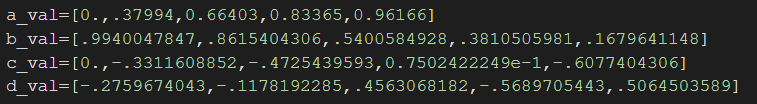 a_val=[0.,.37994,0.66403,0.83365,0.96166]
b_val=[.9940047847,.8615404306,.5400584928,.3810505981,.1679641148]
c_val=[0.,-.3311608852,-.4725439593,0.7502422249e-1,-.6077404306]
d_val=[-.2759674043,-.1178192285,.4563068182,-.5689705443,.5064503589]